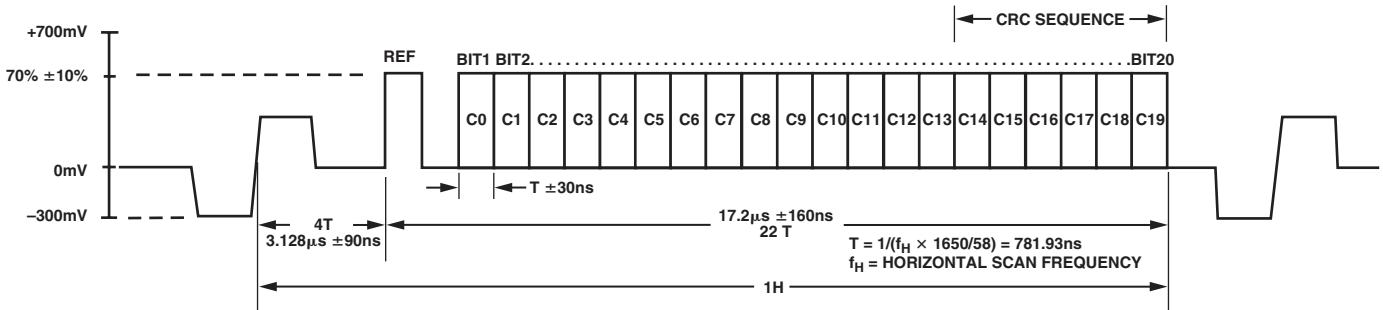 CRC SEQUENCE
+700mV
REF
BIT1 BIT2. . . . . . . . . . . . . . . . . . . . . . . . . . . . . . . . . . . . . . . . . . . . . . . . . . . . . . . . . .BIT20
70% ±10%
C0 C1 C2 C3 C4 C5 C6 C7 C8 C9 C10 C11 C12 C13 C14 C15 C16 C17 C18 C19
0mV
T ±30ns
–300mV
4T
3.128μs ±90ns
17.2μs ±160ns
22 T
T = 1/(fH × 1650/58) = 781.93ns
fH = HORIZONTAL SCAN FREQUENCY
1H